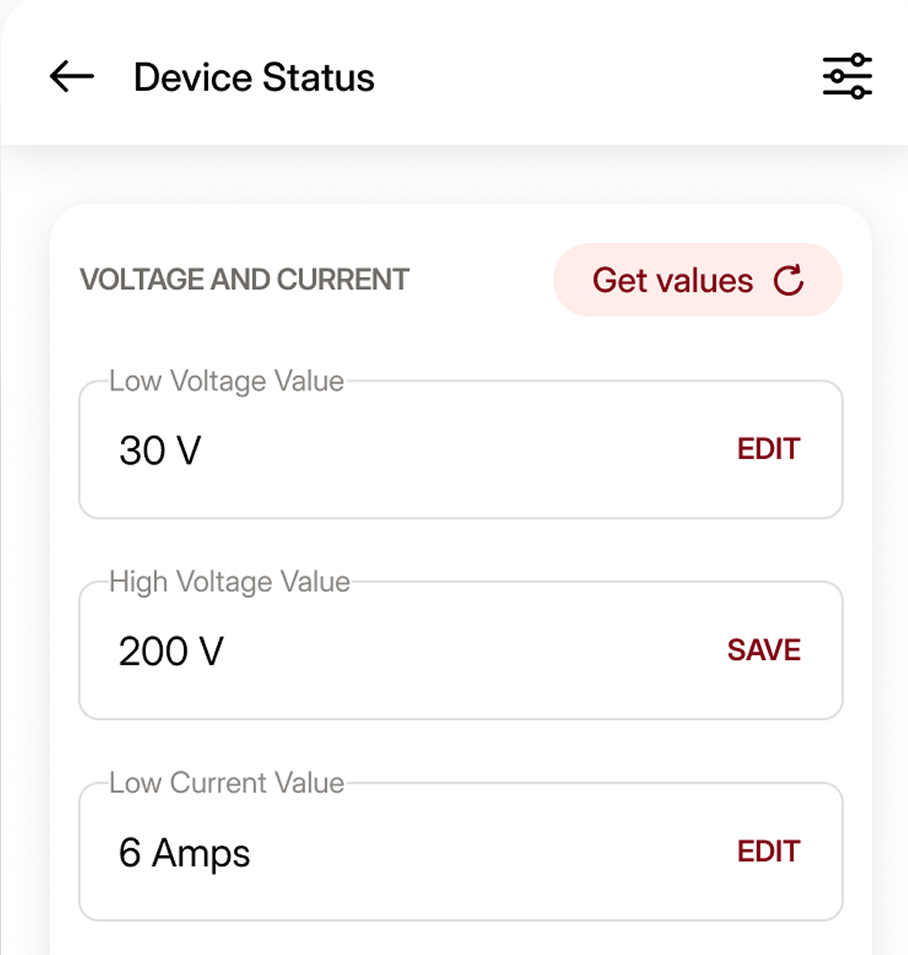 Device Status
VOLTAGE AND CURRENT
Get values
Low Voltage Value
30 V
EDIT
High Voltage Value
200 V
SAVE
Low Current Value
6 Amps
EDIT